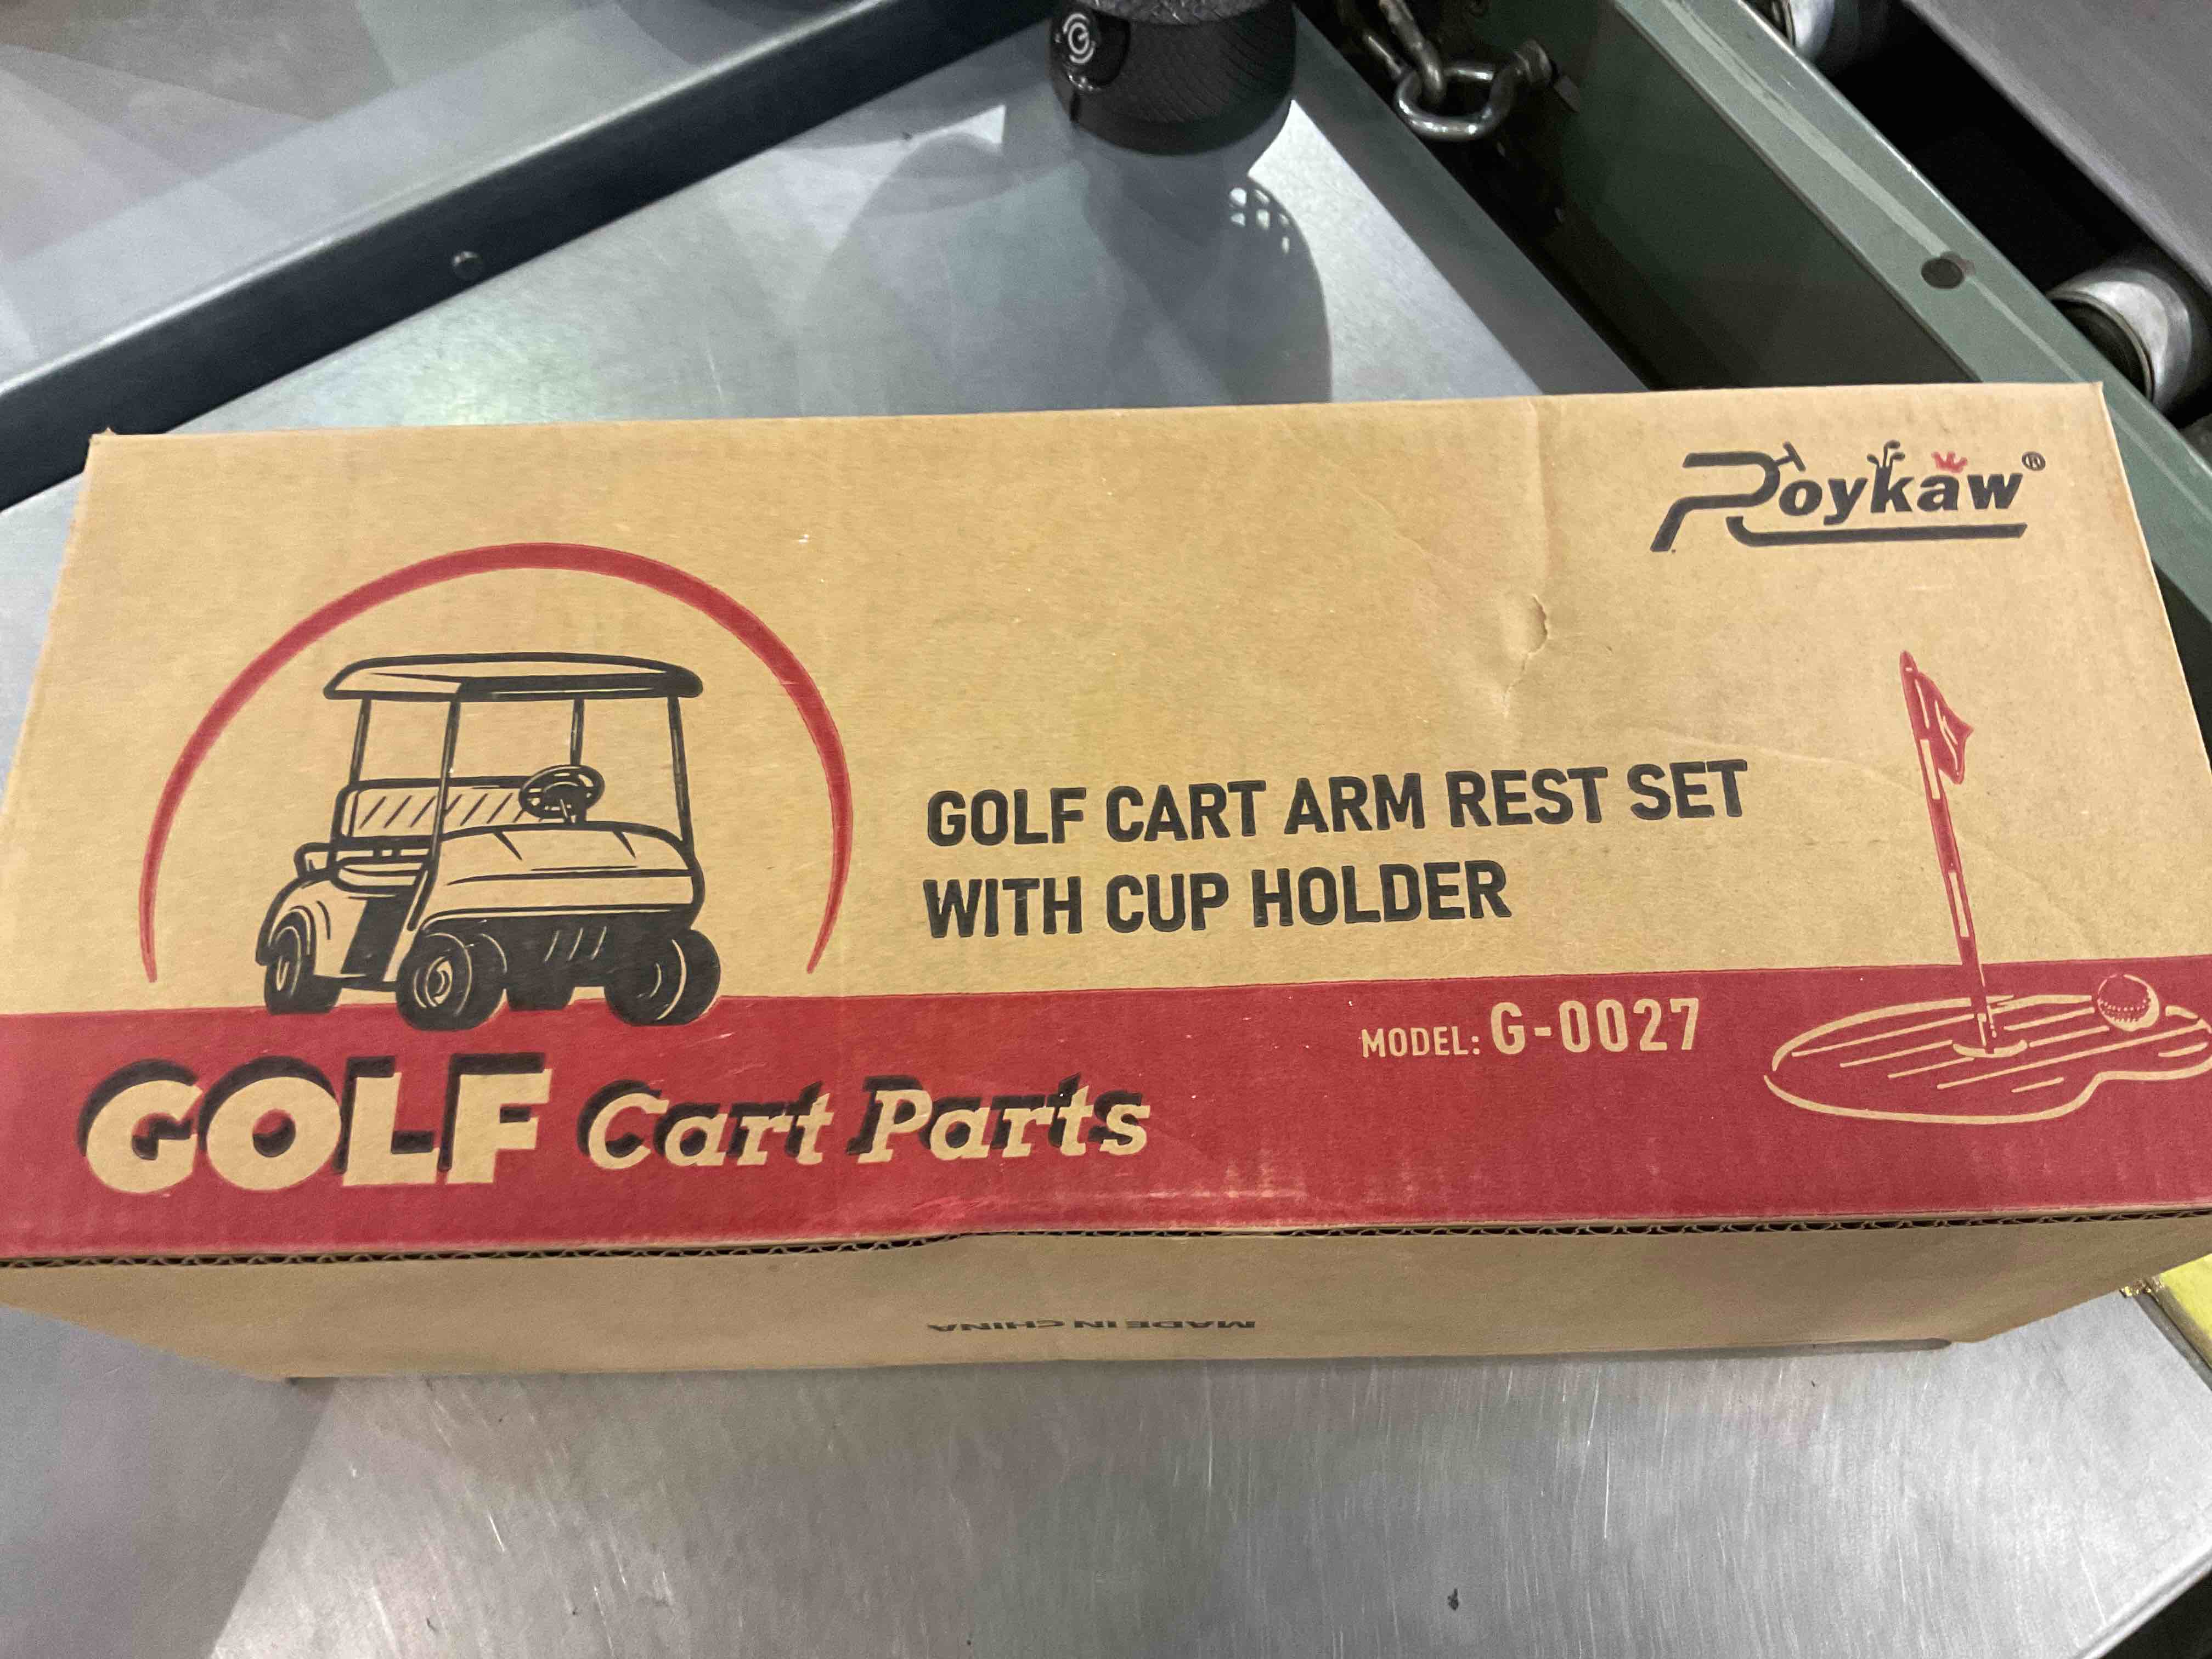 Roykaw®
GOLF CART ARM REST SET
WITH CUP HOLDER
MODEL: G-0027
GOLF Cart Parts
MADE IN CHINA